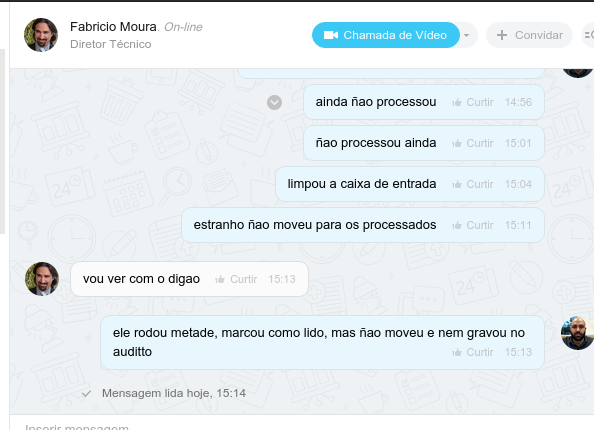 Fabricio Moura. On-line
Diretor Técnico
Chamada de Vídeo
Convidar
ainda ñao processou Curtir 14:56
ñao processou ainda Curtir 15:01
limpou a caixa de entrada Curtir 15:04
estranho ñao moveu para os processados Curtir 15:11
vou ver com o digao Curtir 15:13
ele rodou metade, marcou como lido, mas ñao moveu e nem gravou no
auditto
Curtir 15:13
Mensagem lida hoje, 15:14
Inserir mensagem